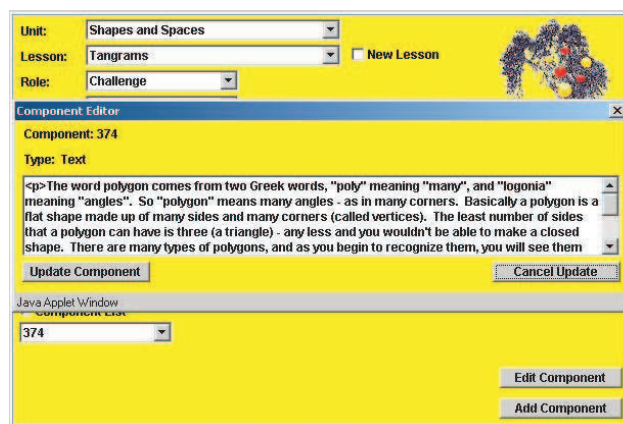 Unit: Shapes and Spaces
Lesson: Tangrams New Lesson
Role: Challenge
Component Editor
Component: 374
Type: Text
<p>The word polygon comes from two Greek words, "poly" meaning "many", and "logonia"
meaning "angles". So "polygon" means many angles - as in many corners. Basically a polygon is a
flat shape made up of many sides and many corners (called vertices). The least number of sides
that a polygon can have is three (a triangle) - any less and you wouldn't be able to make a closed
shape. There are many types of polygons, and as you begin to recognize them, you will see them
Update Component Cancel Update
Java Applet Window
Component List
374
Edit Component
Add Component